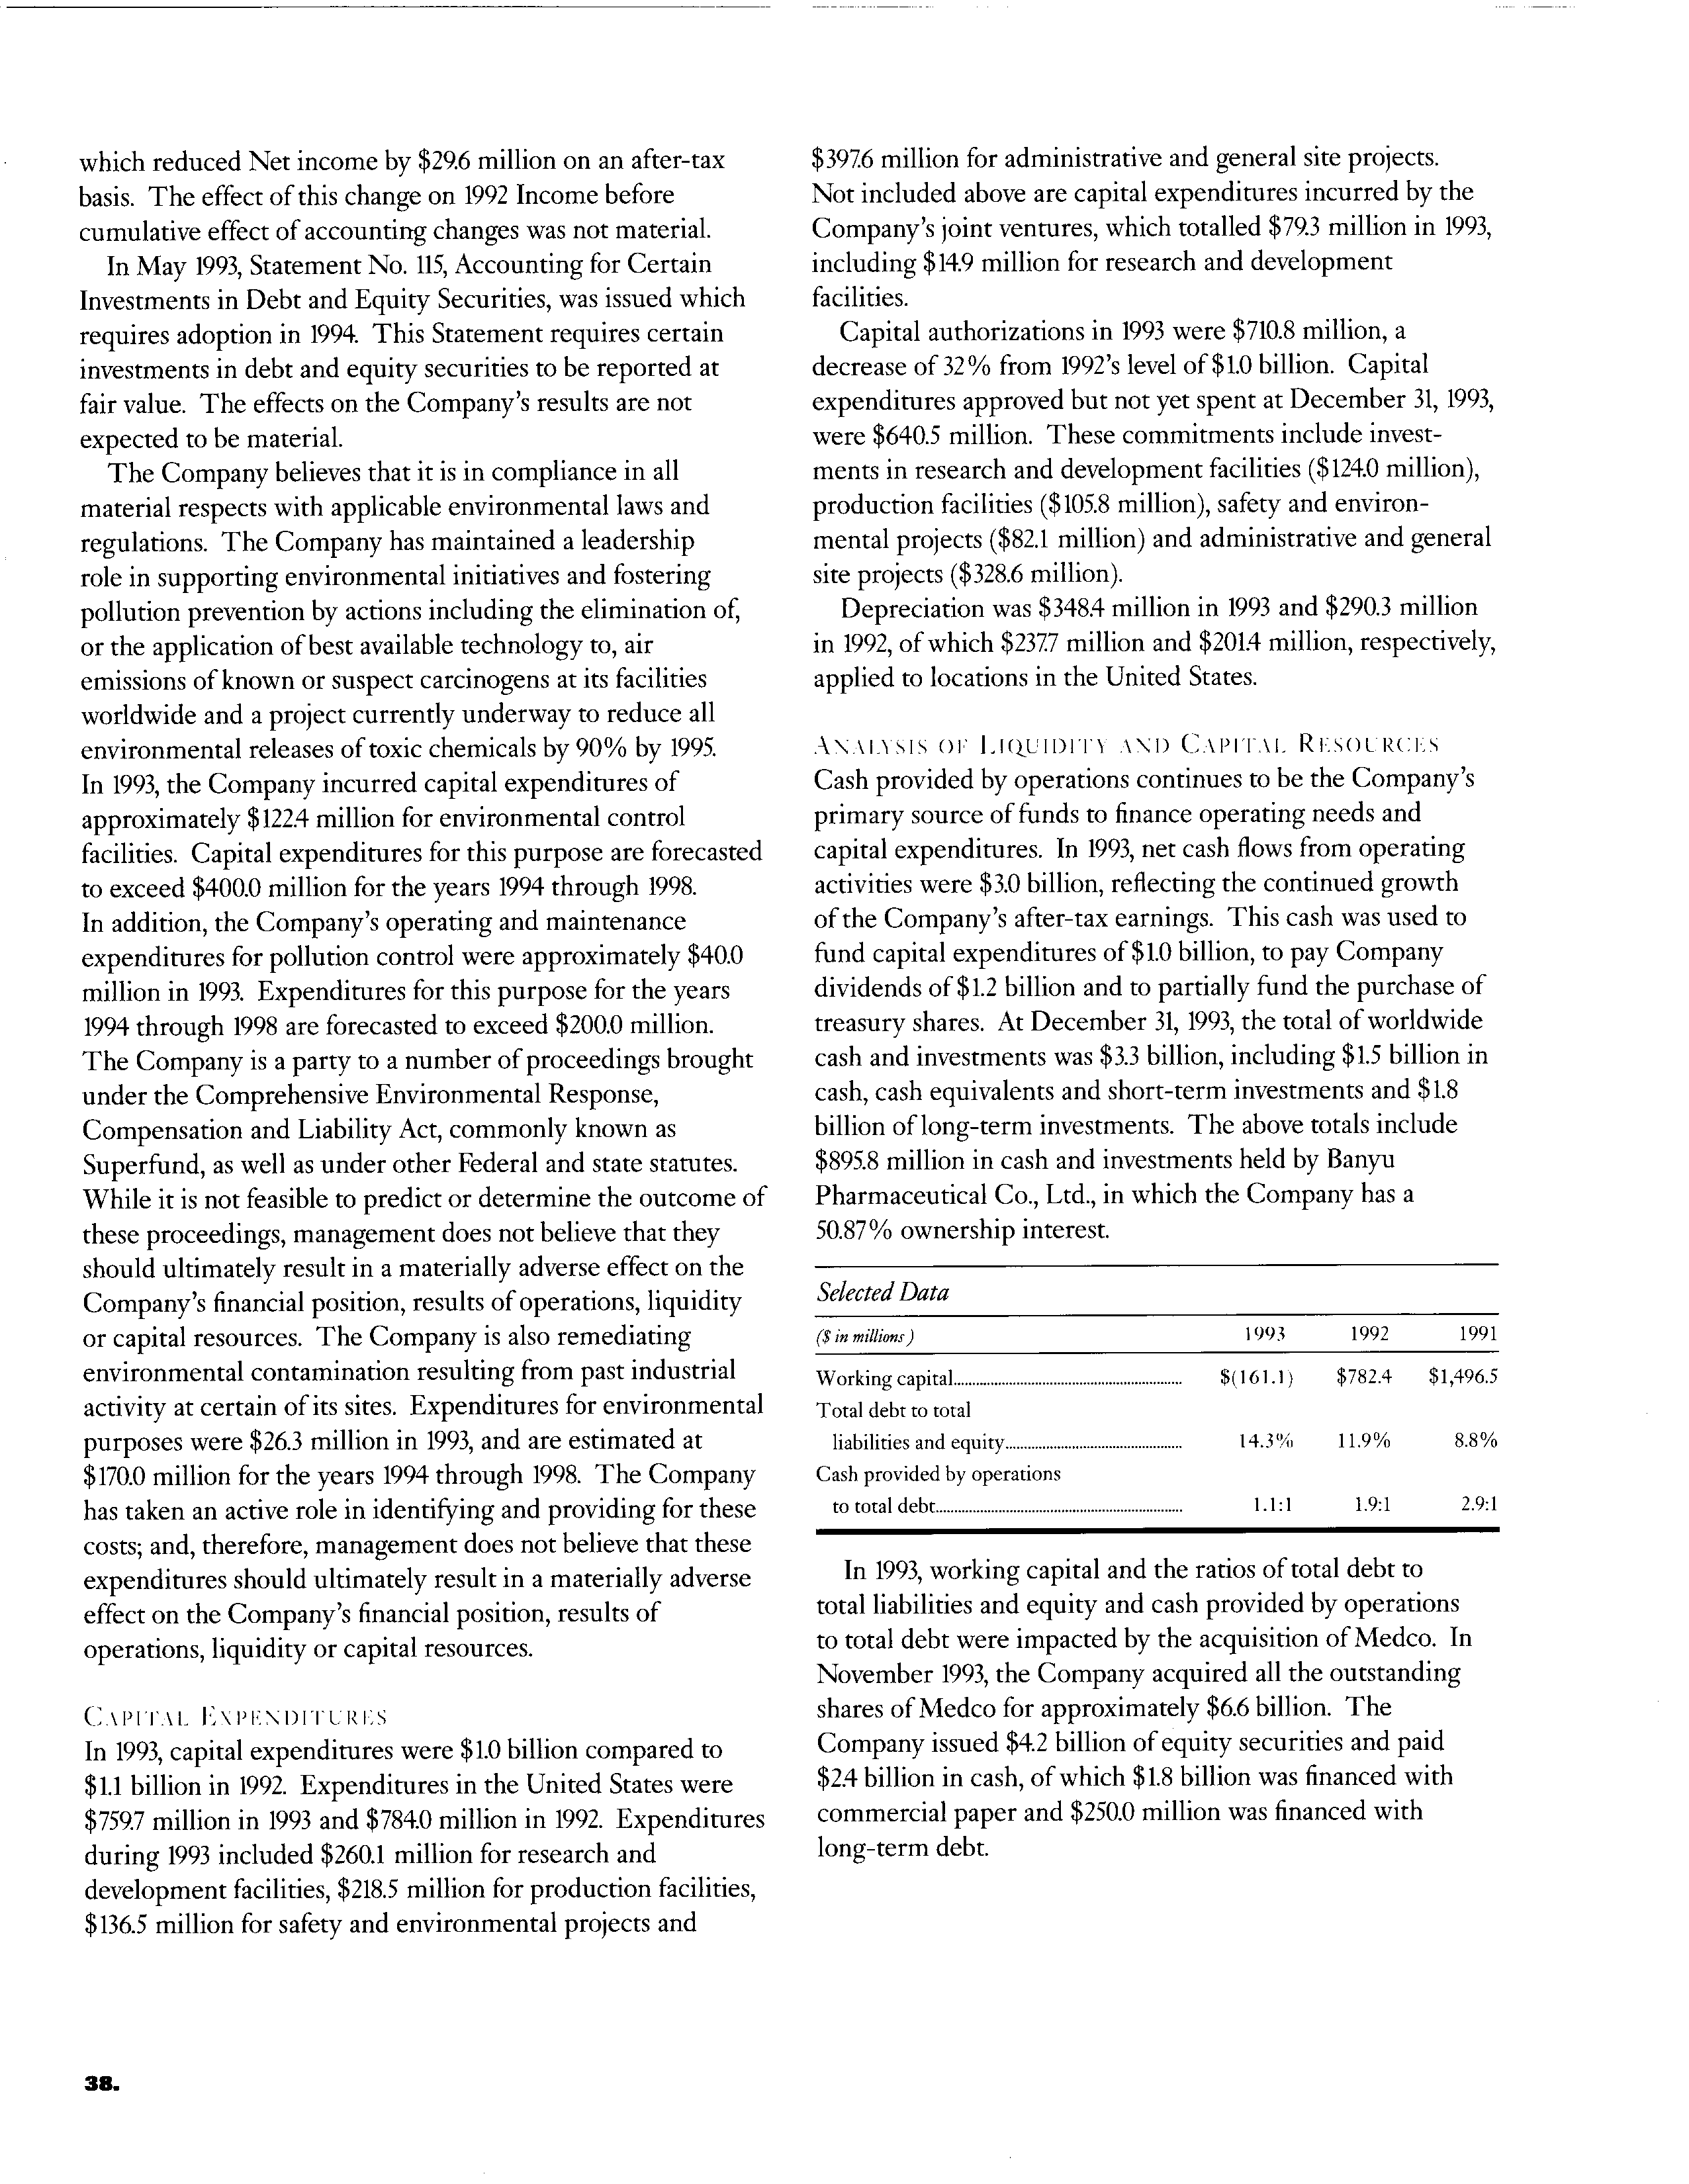 which reduced Net income by $29.6 million on an after-tax
basis. The effect of this change on 1992 Income before
cumulative effect of accounting changes was not material.
In May 1993, Statement No. 115, Accounting for Certain
Investments in Debt and Equity Securities, was issued which
requires adoption in 1994. This Statement requires certain
investments in debt and equity securities to be reported at
fair value. The effects on the Company's results are not
expected to be material.
The Company believes that it is in compliance in all
material respects with applicable environmental laws and
regulations. The Company has maintained a leadership
role in supporting environmental initiatives and fostering
pollution prevention by actions including the elimination of,
or the application of best available technology to, air
emissions of known or suspect carcinogens at its facilities
worldwide and a project currently underway to reduce all
environmental releases of toxic chemicals by 90% by 1995.
In 1993, the Company incurred capital expenditures of
approximately $122.4 million for environmental control
facilities. Capital expenditures for this purpose are forecasted
to exceed $400.0 million for the years 1994 through 1998.
In addition, the Company's operating and maintenance
expenditures for pollution control were approximately $40.0
million in 1993. Expenditures for this purpose for the years
1994 through 1998 are forecasted to exceed $200.0 million.
The Company is a party to a number of proceedings brought
under the Comprehensive Environmental Response,
Compensation and Liability Act, commonly known as
Superfund, as well as under other Federal and state statutes.
While it is not feasible to predict or determine the outcome of
these proceedings, management does not believe that they
should ultimately result in a materially adverse effect on the
Company's financial position, results of operations, liquidity
or capital resources. The Company is also remediating
environmental contamination resulting from past industrial
activity at certain of its sites. Expenditures for environmental
purposes were $26.3 million in 1993, and are estimated at
$170.0 million for the years 1994 through 1998. The Company
has taken an active role in identifying and providing for these
costs; and, therefore, management does not believe that these
expenditures should ultimately result in a materially adverse
effect on the Company's financial position, results of
operations, liquidity or capital resources.
CAPITAL EXPENDITURES
In 1993, capital expenditures were $1.0 billion compared to
$1.1 billion in 1992. Expenditures in the United States were
$759.7 million in 1993 and $784.0 million in 1992. Expenditures
during 1993 included $260.1 million for research and
development facilities, $218.5 million for production facilities,
$136.5 million for safety and environmental projects and
$397.6 million for administrative and general site projects.
Not included above are capital expenditures incurred by the
Company's joint ventures, which totalled $79.3 million in 1993,
including $14.9 million for research and development
facilities.
Capital authorizations in 1993 were $710.8 million, a
decrease of 32% from 1992's level of $1.0 billion. Capital
expenditures approved but not yet spent at December 31, 1993,
were $640.5 million. These commitments include invest-
ments in research and development facilities ($124.0 million),
production facilities ($105.8 million), safety and environ-
mental projects ($82.1 million) and administrative and general
site projects ($328.6 million).
Depreciation was $348.4 million in 1993 and $290.3 million
in 1992, of which $237.7 million and $201.4 million, respectively,
applied to locations in the United States.
ANALYSIS OF LIQUIDITY AND CAPITAL RESOURCES
Cash provided by operations continues to be the Company's
primary source of funds to finance operating needs and
capital expenditures. In 1993, net cash flows from operating
activities were $3.0 billion, reflecting the continued growth
of the Company's after-tax earnings. This cash was used to
fund capital expenditures of $1.0 billion, to pay Company
dividends of $1.2 billion and to partially fund the purchase of
treasury shares. At December 31, 1993, the total of worldwide
cash and investments was $3.3 billion, including $1.5 billion in
cash, cash equivalents and short-term investments and $1.8
billion of long-term investments. The above totals include
$895.8 million in cash and investments held by Banyu
Pharmaceutical Co., Ltd., in which the Company has a
50.87% ownership interest.
Selected Data
($ in millions) 1993 1992 1991
Working capital $(161.1) $782.4 $1,496.5
Total debt to total
liabilities and equity 14.3% 11.9% 8.8%
Cash provided by operations
to total debt 1.1:1 1.9:1 2.9:1
In 1993, working capital and the ratios of total debt to
total liabilities and equity and cash provided by operations
to total debt were impacted by the acquisition of Medco. In
November 1993, the Company acquired all the outstanding
shares of Medco for approximately $6.6 billion. The
Company issued $4.2 billion of equity securities and paid
$2.4 billion in cash, of which $1.8 billion was financed with
commercial paper and $250.0 million was financed with
long-term debt.
38.